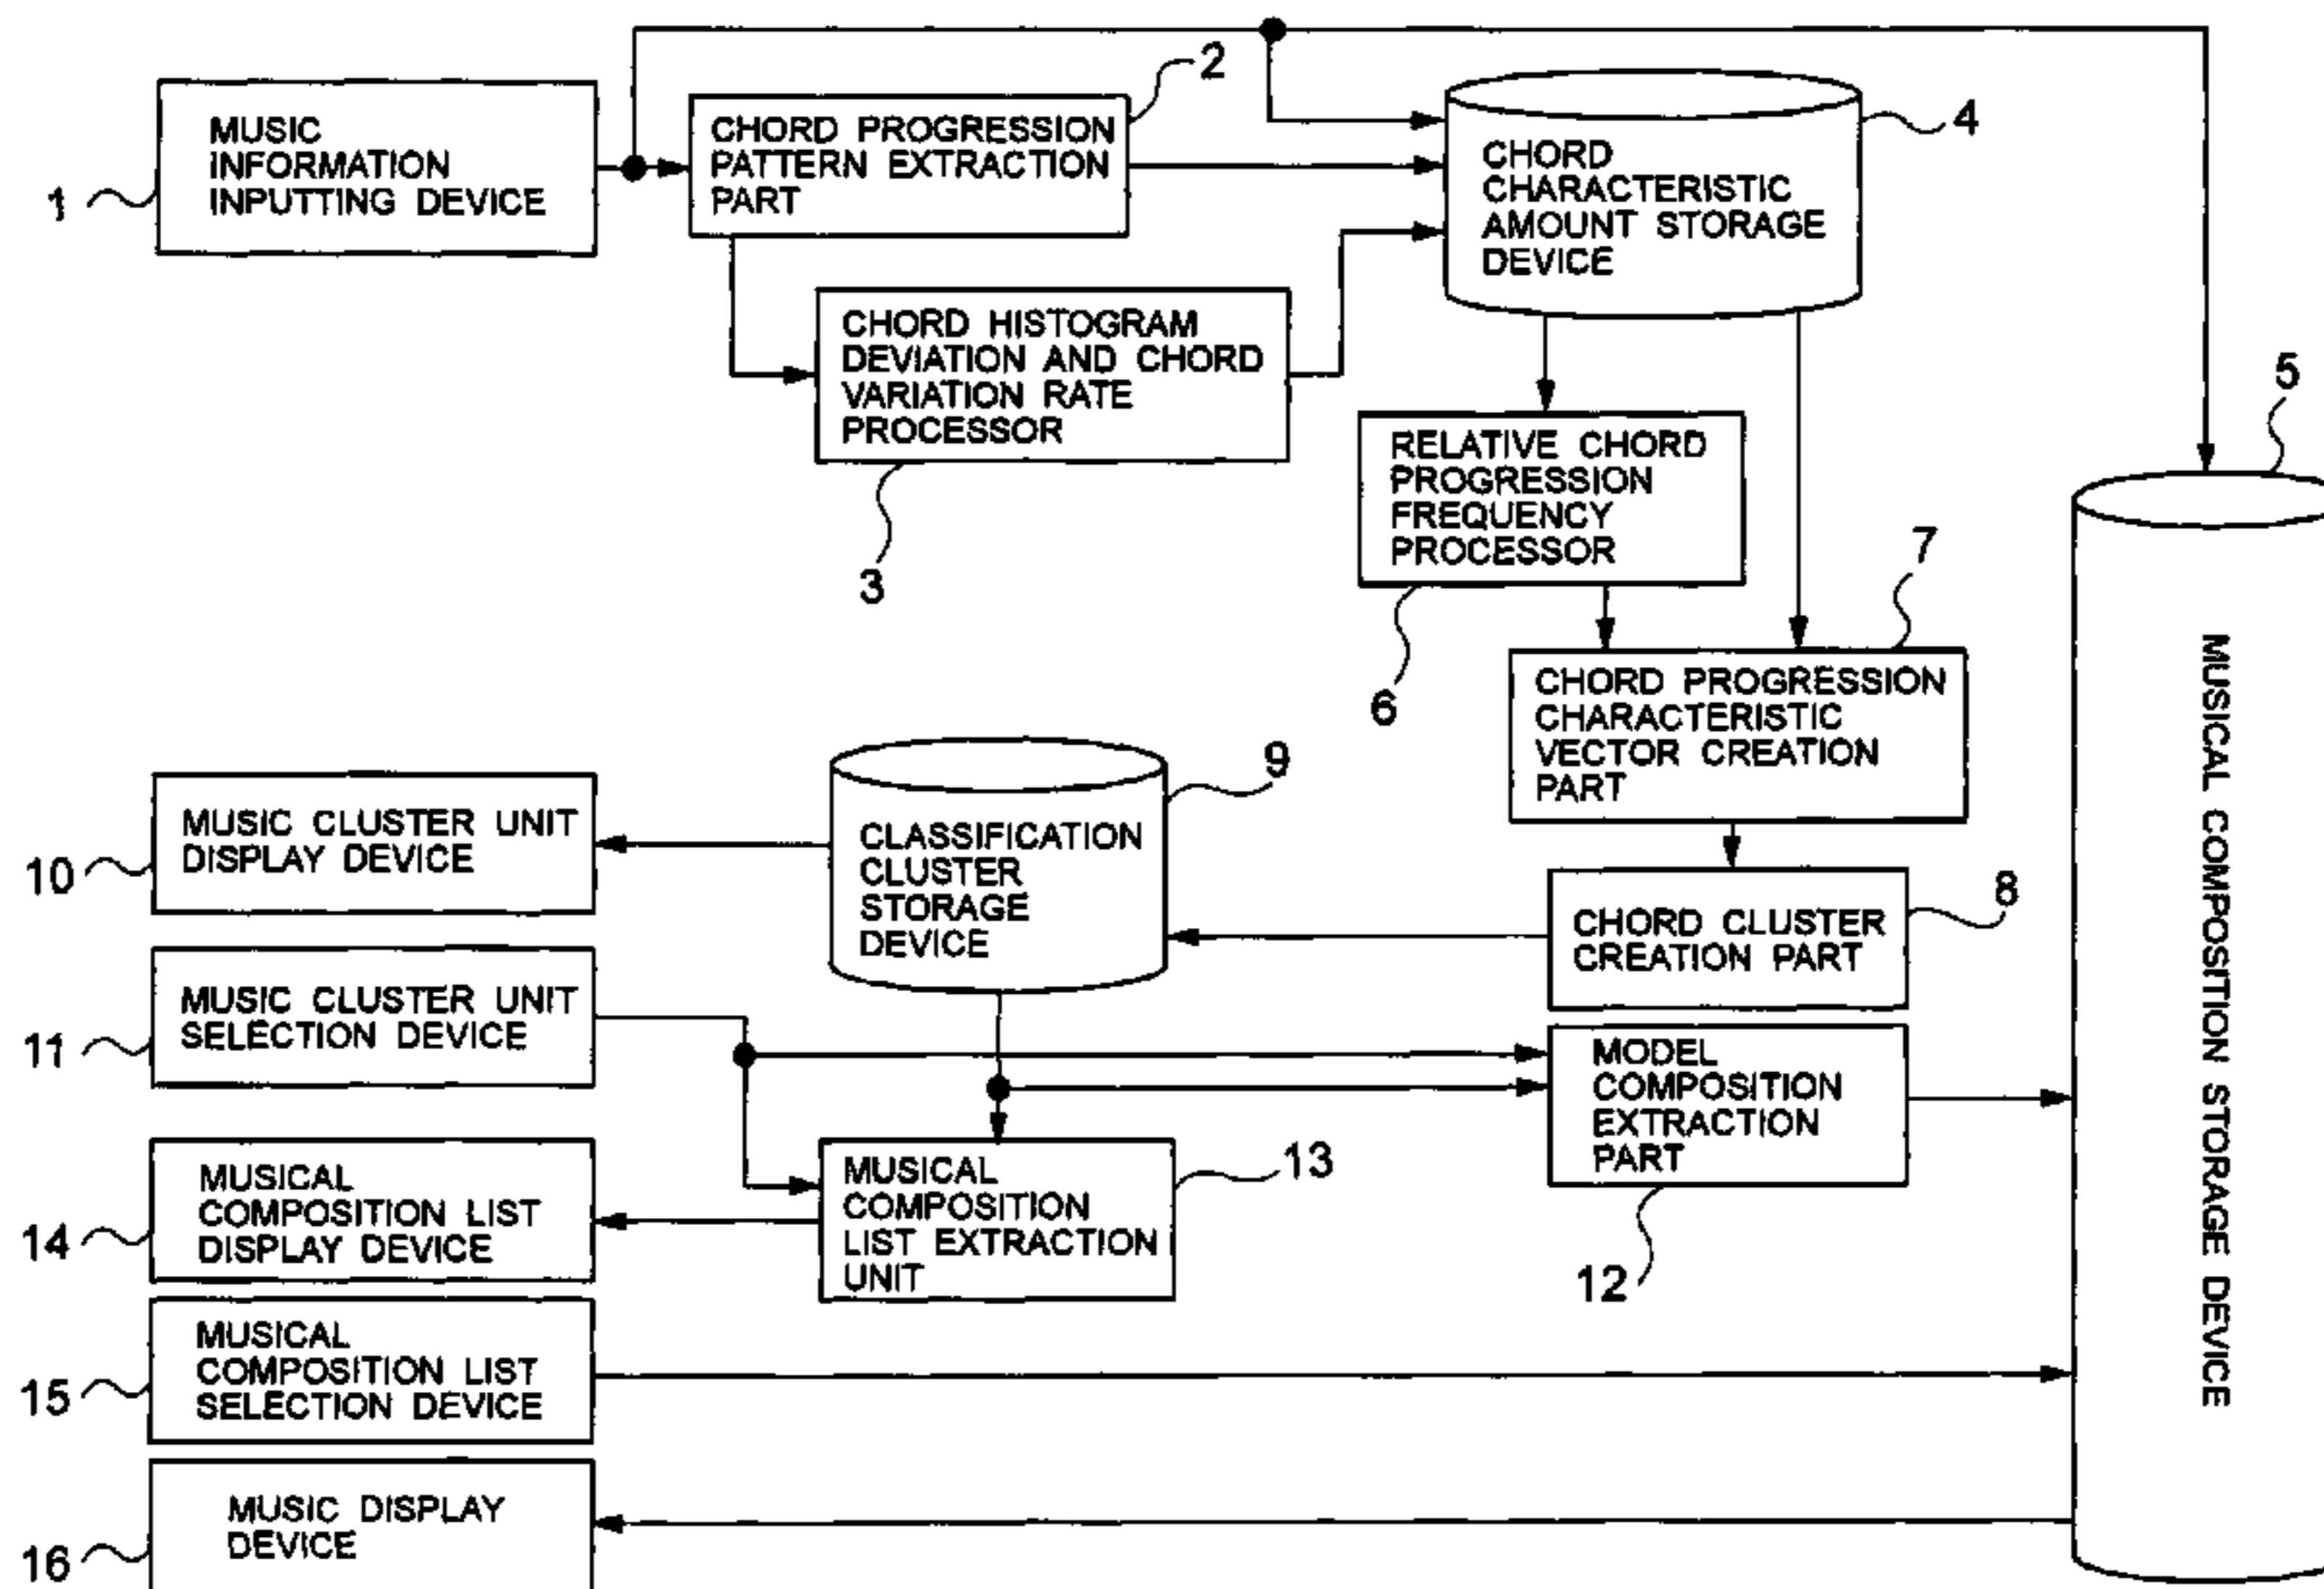 1
MUSIC
INFORMATION
INPUTTING DEVICE
2
CHORD PROGRESSION
PATTERN EXTRACTION
PART
4
CHORD
CHARACTERISTIC
AMOUNT STORAGE
DEVICE
3
CHORD HISTOGRAM
DEVIATION AND CHORD
VARIATION RATE
PROCESSOR
5
MUSICAL COMPOSITION STORAGE DEVICE
6
RELATIVE CHORD
PROGRESSION
FREQUENCY
PROCESSOR
7
CHORD PROGRESSION
CHARACTERISTIC
VECTOR CREATION
PART
10
MUSIC CLUSTER UNIT
DISPLAY DEVICE
9
CLASSIFICATION
CLUSTER
STORAGE
DEVICE
8
CHORD CLUSTER
CREATION PART
11
MUSIC CLUSTER UNIT
SELECTION DEVICE
12
MODEL
COMPOSITION
EXTRACTION
PART
14
MUSICAL
COMPOSITION LIST
DISPLAY DEVICE
13
MUSICAL
COMPOSITION
LIST EXTRACTION
UNIT
15
MUSICAL
COMPOSITION LIST
SELECTION DEVICE
16
MUSIC DISPLAY
DEVICE